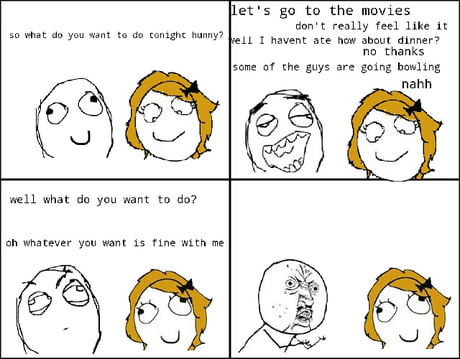 so what do you want to do tonight hunny?
let's go to the movies
don't really feel like it
well I havent ate how about dinner?
no thanks
some of the guys are going bowling
nahh
well what do you want to do?
oh whatever you want is fine with me